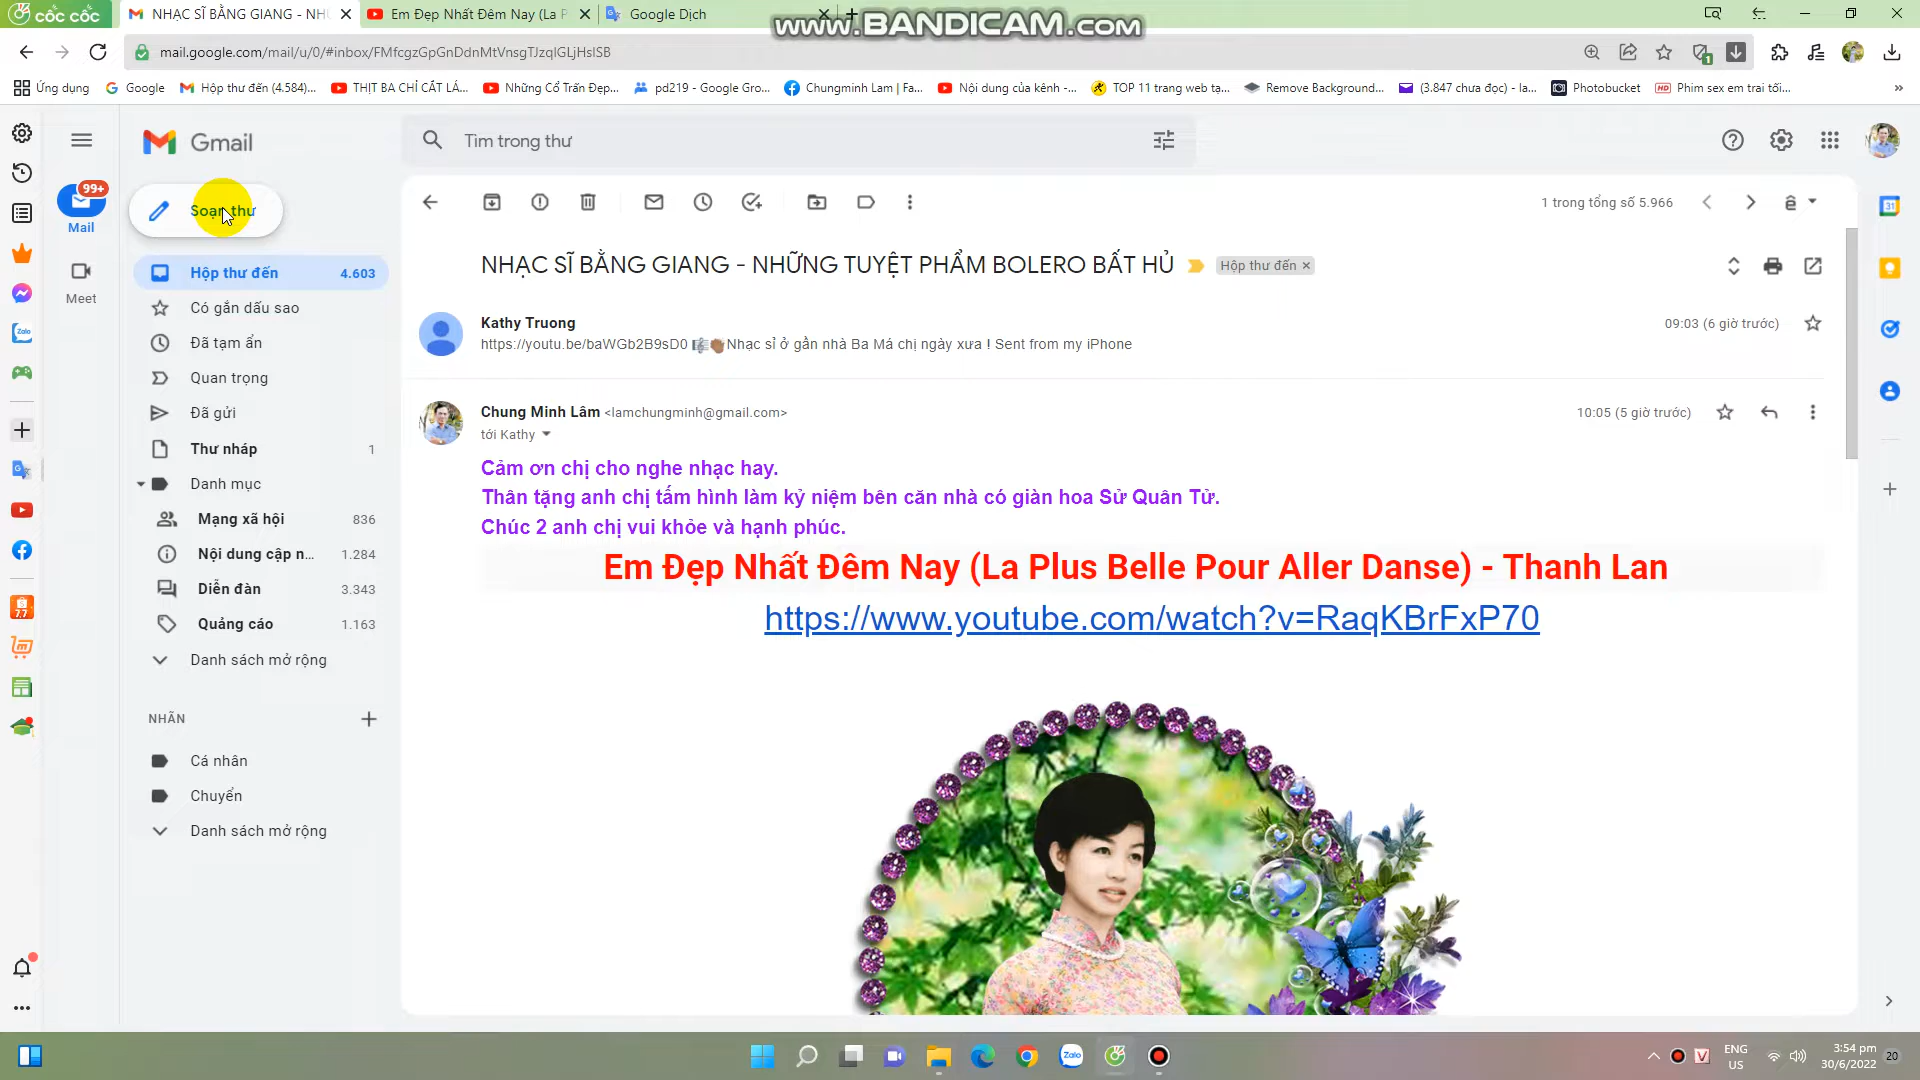 cốc cốc
NHẠC SĨ BẰNG GIANG - NHỮ
Em Đẹp Nhất Đêm Nay (La P
Google Dịch
www.BANDICAM.com
mail.google.com/mail/u/0/#inbox/FMfcgzGpGnDdnMtVnsgTJzqlGLjHslSB
1
Ứng dụng
Google
Hộp thư đến (4.584)...
THỊT BA CHỈ CẮT LÁ...
Những Cổ Trấn Đẹp...
pd219 - Google Gro...
Chungminh Lam | Fa...
Nội dung của kênh -...
TOP 11 trang web tạ...
Remove Background...
(3.847 chưa đọc) - la...
Photobucket
Phim sex em trai tối...
Gmail
Tìm trong thư
99+
Mail
Meet
Soạn thư
1 trong tổng số 5.966
Hộp thư đến 4.603
Có gắn dấu sao
Đã tạm ẩn
Quan trọng
Đã gửi
Thư nháp 1
Danh mục
Mạng xã hội 836
Nội dung cập n... 1.284
Diễn đàn 3.343
Quảng cáo 1.163
Danh sách mở rộng
NHÃN
Cá nhân
Chuyển
Danh sách mở rộng
NHẠC SĨ BẰNG GIANG - NHỮNG TUYỆT PHẨM BOLERO BẤT HỦ
Hộp thư đến
Kathy Truong
09:03 (6 giờ trước)
https://youtu.be/baWGb2B9sD0 🎼👏🏾Nhạc sỉ ở gần nhà Ba Má chị ngày xưa ! Sent from my iPhone
Chung Minh Lâm <lamchungminh@gmail.com>
10:05 (5 giờ trước)
tới Kathy
Cảm ơn chị cho nghe nhạc hay.
Thân tặng anh chị tấm hình làm kỷ niệm bên căn nhà có giàn hoa Sử Quân Tử.
Chúc 2 anh chị vui khỏe và hạnh phúc.
Em Đẹp Nhất Đêm Nay (La Plus Belle Pour Aller Danse) - Thanh Lan
https://www.youtube.com/watch?v=RaqKBrFxP70
Zalo
7.7
31
Zalo
ENG
US
3:54 pm
30/6/2022
20